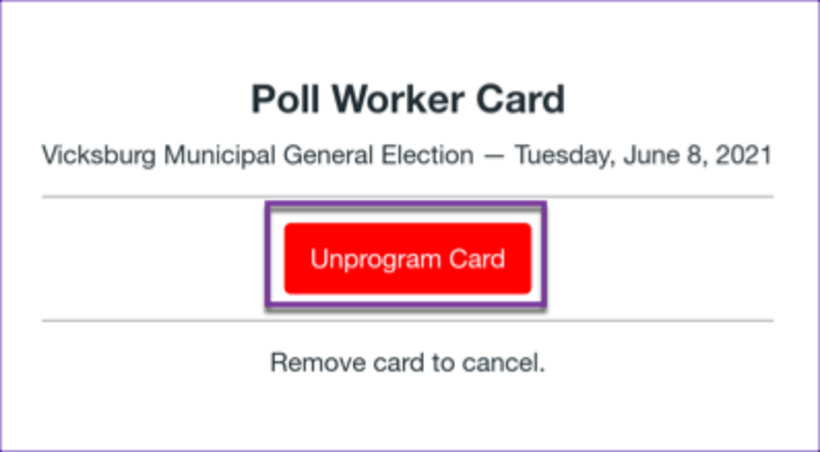 Poll Worker Card
Vicksburg Municipal General Election — Tuesday, June 8, 2021
Unprogram Card
Remove card to cancel.